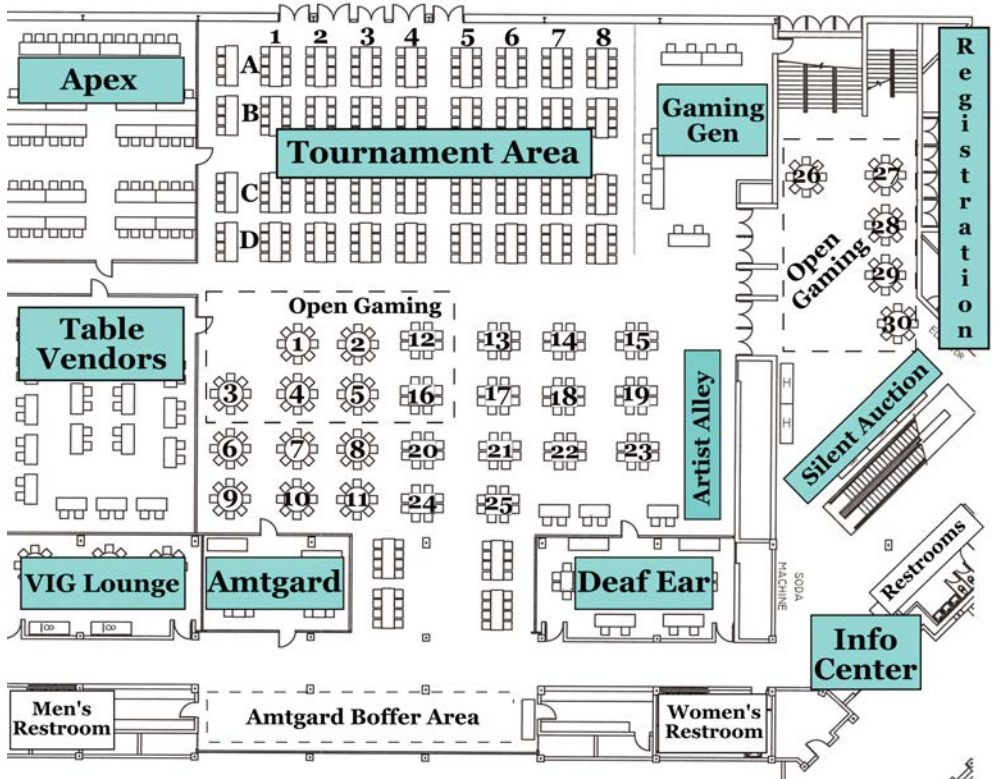 1 2 3 4 5 6 7 8
A
B
C
D
Apex
Tournament Area
Gaming
Gen
Registration
26
27
28
29
30
Open
Gaming
Table
Vendors
Open Gaming
1
2
12
13
14
15
3
4
5
16
17
18
19
6
7
8
20
21
22
23
9
10
11
24
25
Artist Alley
H
H
Silent Auction
VIG Lounge
Amtgard
Deaf Ear
SODA
MACHINE
Restrooms
Info
Center
Men's
Restroom
Amtgard Boffer Area
Women's
Restroom